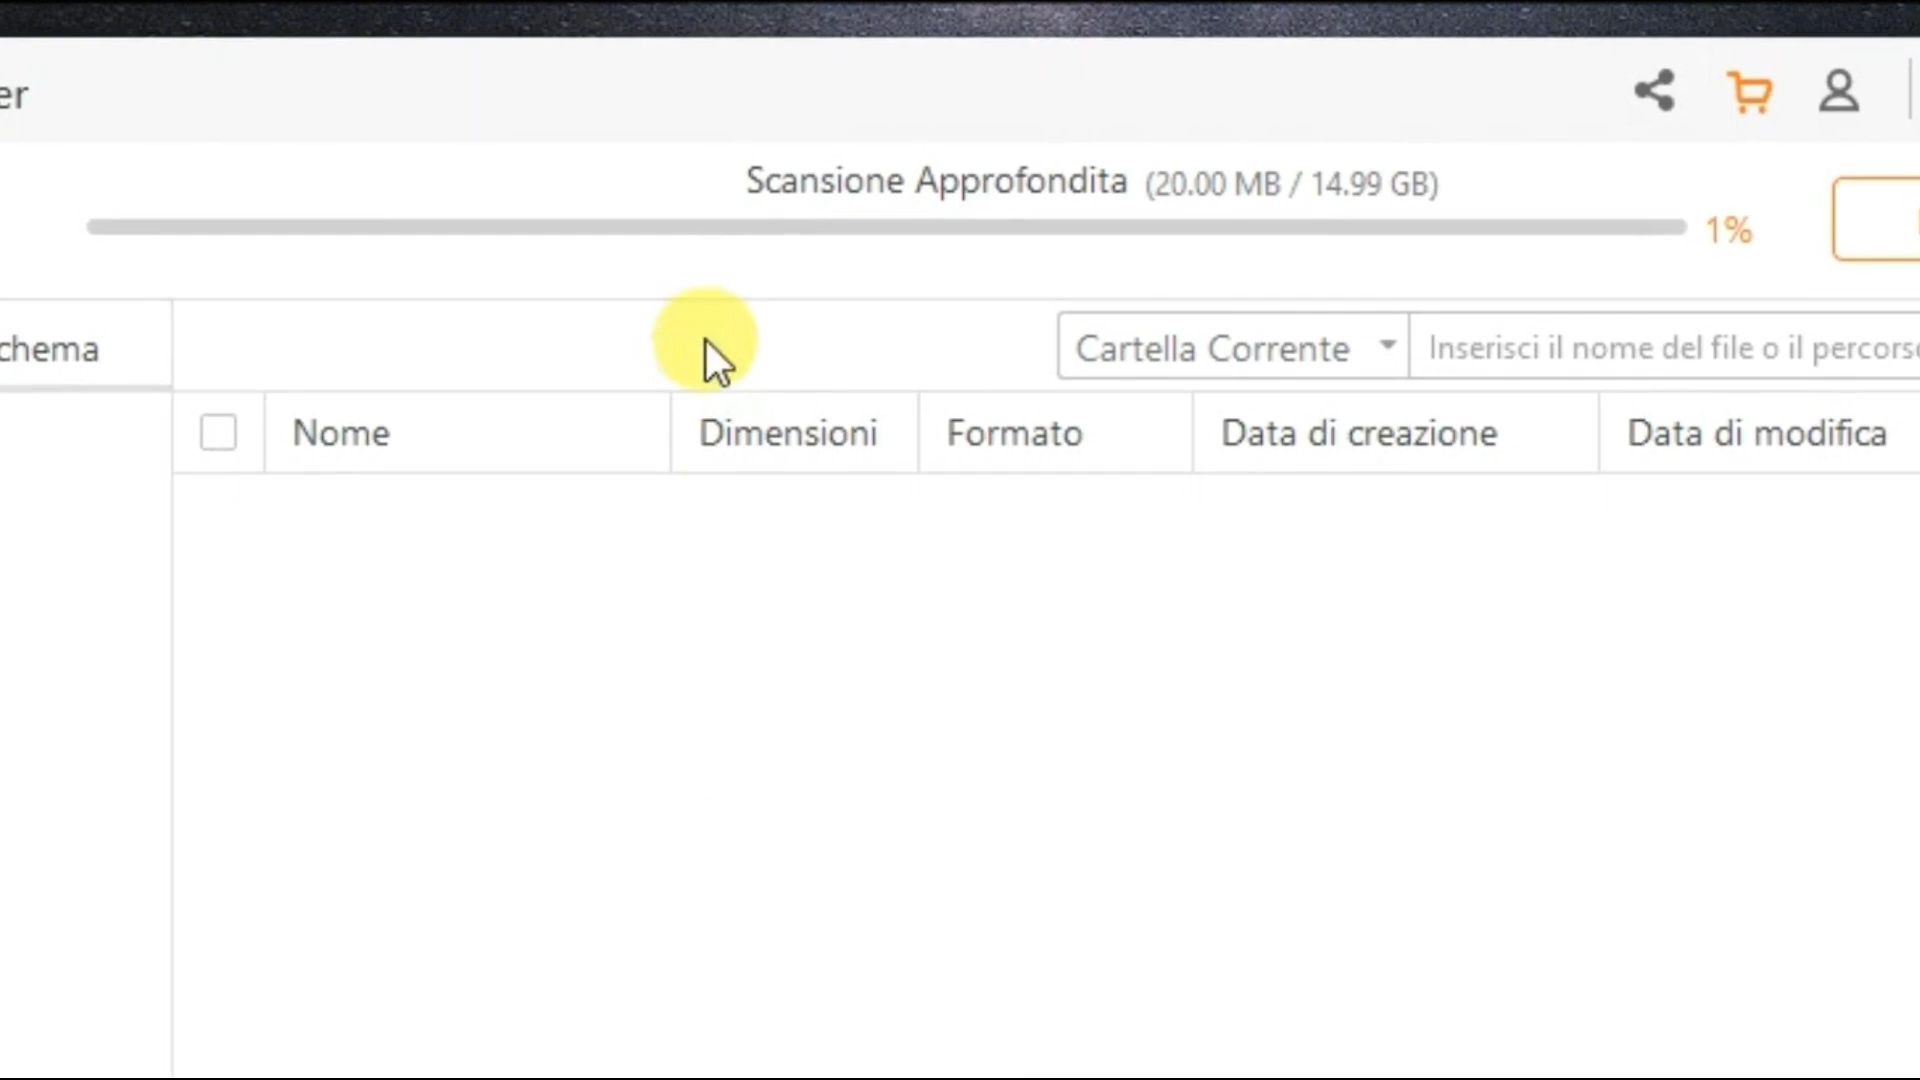 er
Scansione Approfondita (20.00 MB / 14.99 GB)
1%
chema
Cartella Corrente
Inserisci il nome del file o il percorso
Nome
Dimensioni
Formato
Data di creazione
Data di modifica